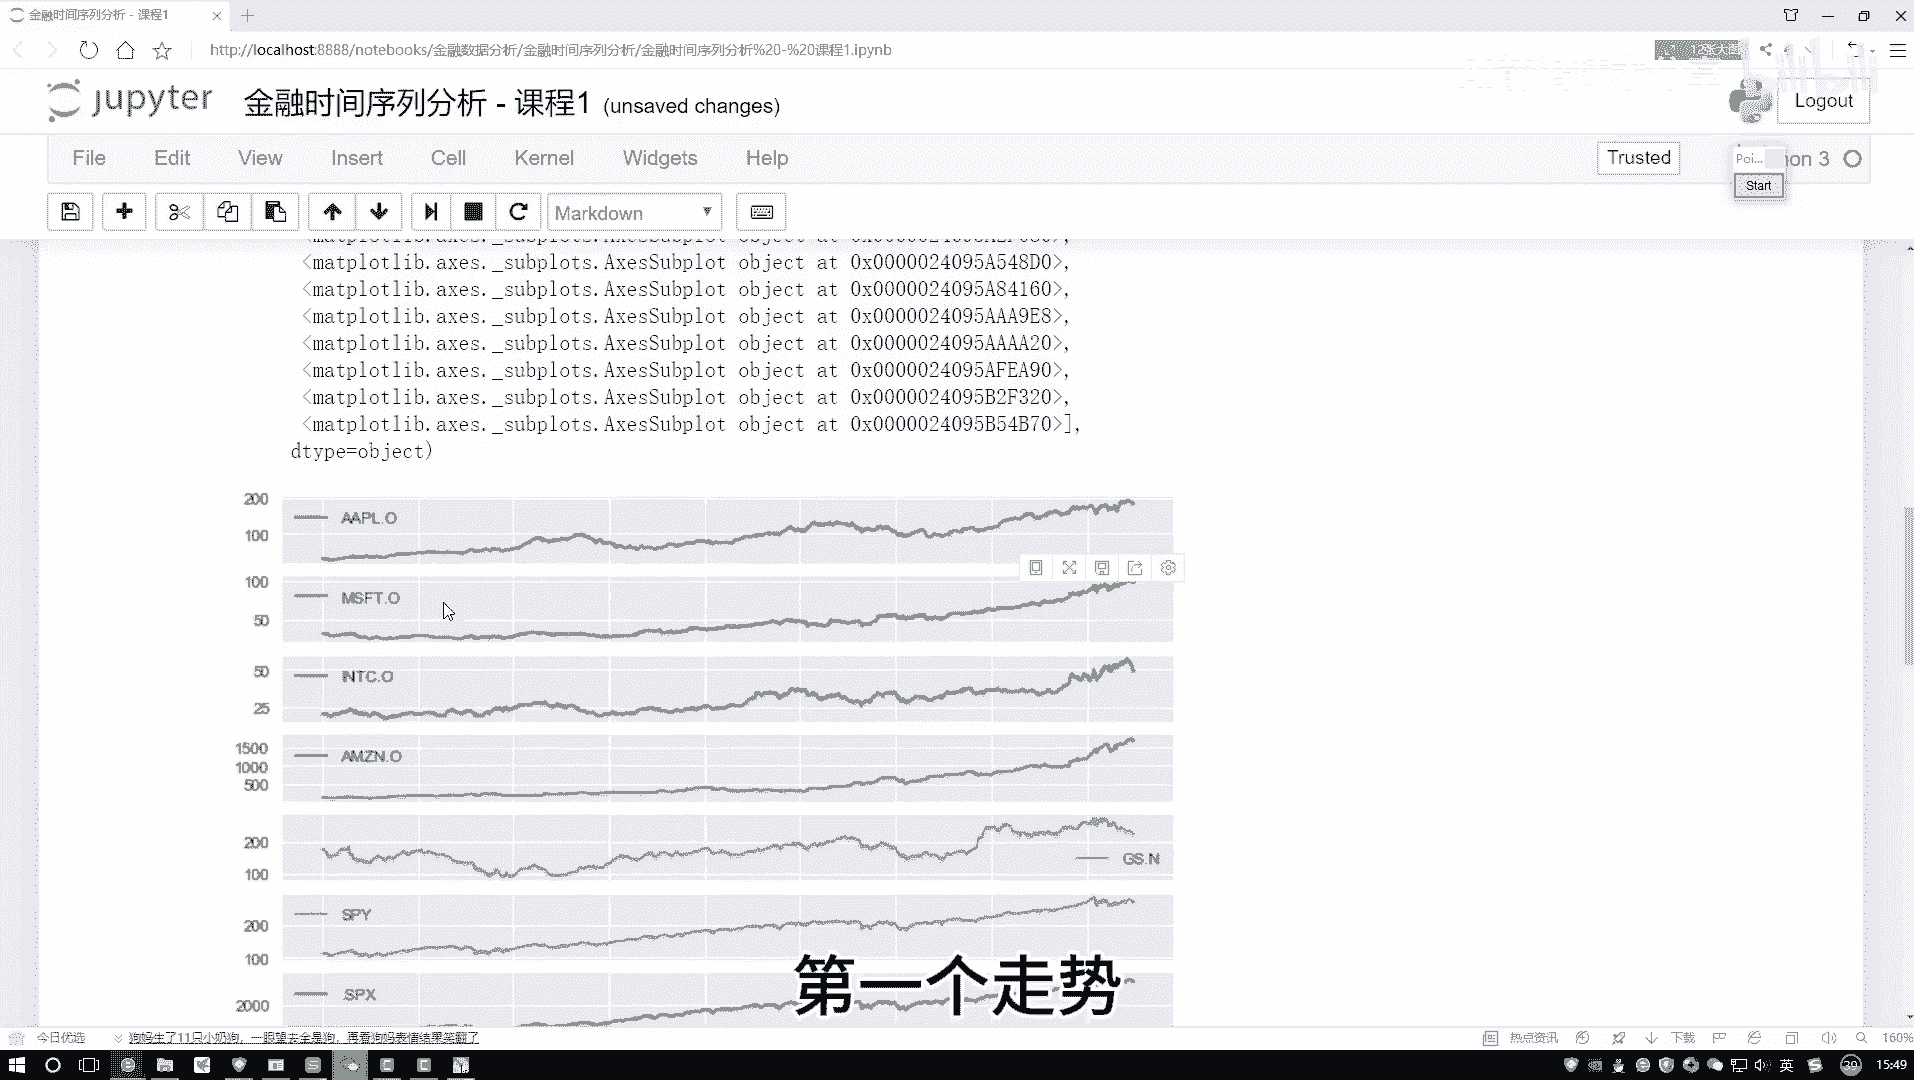 金融时间序列分析 - 课程1
http://localhost:8888/notebooks/金融数据分析/金融时间序列分析/金融时间序列分析%20-%20课程1.ipynb
12张大图
jupyter 金融时间序列分析 - 课程1 (unsaved changes)
Logout
File Edit View Insert Cell Kernel Widgets Help
Trusted
Poi... on 3
Start
Markdown
<matplotlib.axes._subplots.AxesSubplot object at 0x0000024095A548D0>,
<matplotlib.axes._subplots.AxesSubplot object at 0x0000024095A84160>,
<matplotlib.axes._subplots.AxesSubplot object at 0x0000024095AAA9E8>,
<matplotlib.axes._subplots.AxesSubplot object at 0x0000024095AAAA20>,
<matplotlib.axes._subplots.AxesSubplot object at 0x0000024095AFEA90>,
<matplotlib.axes._subplots.AxesSubplot object at 0x0000024095B2F320>,
<matplotlib.axes._subplots.AxesSubplot object at 0x0000024095B54B70>],
dtype=object)
200
AAPL.O
100
100
MSFT.O
50
50
INTC.O
25
1500
AMZN.O
1000
500
200
GS.N
100
SPY
200
100
SPX
2000
第一个走势
今日优选
狗妈生了11只小奶狗，一眼望去全是狗，再看狗妈表情结果笑翻了
热点资讯
下载
160%
英
39
15:49